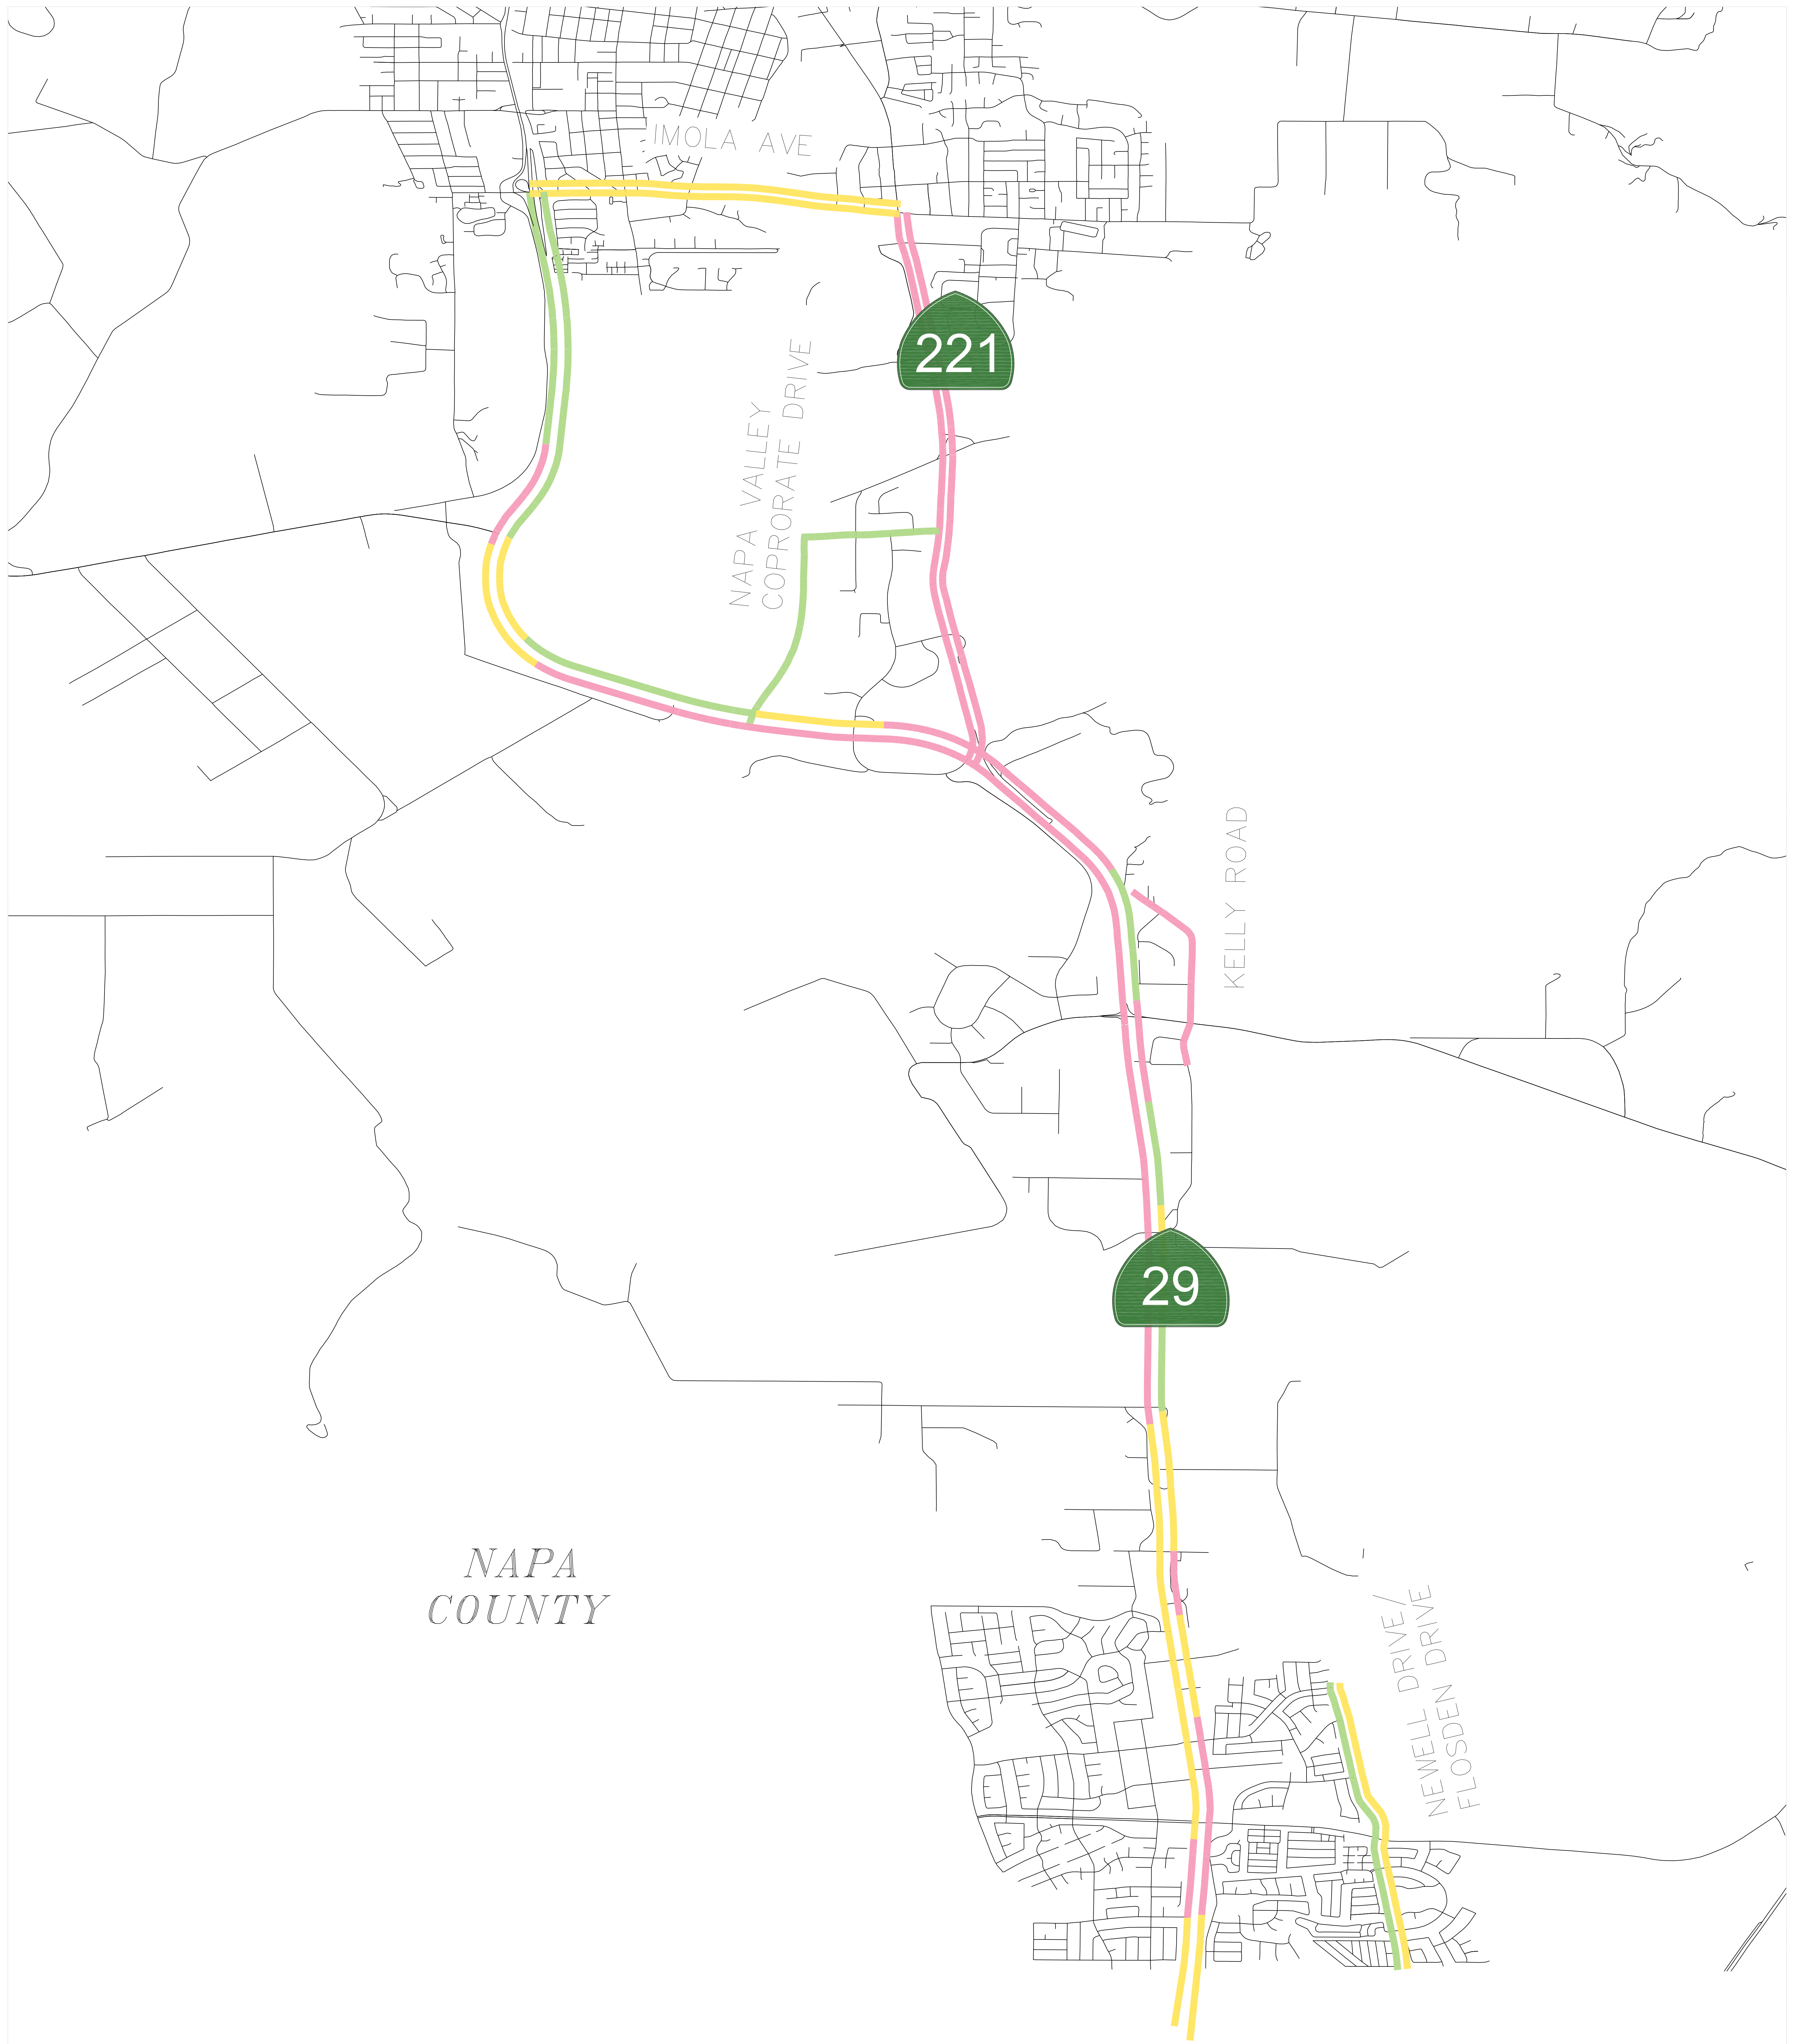 IMOLA AVE
221
NAPA VALLEY
COPRORATE DRIVE
KELLY ROAD
29
NAPA
COUNTY
NEWELL DRIVE/
FLOSDEN DRIVE